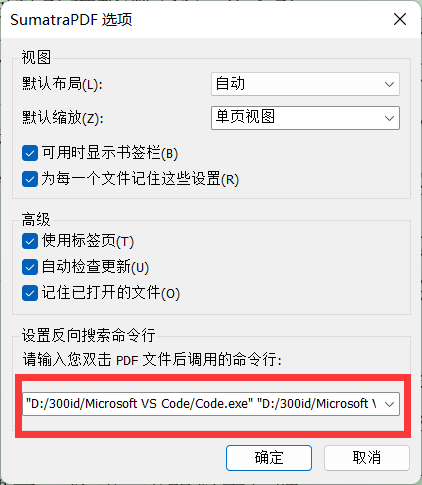 SumatraPDF 选项
视图
默认布局(L):
自动
默认缩放(Z):
单页视图
可用时显示书签栏(B)
为每一个文件记住这些设置(R)
高级
使用标签页(T)
自动检查更新(U)
记住已打开的文件(O)
设置反向搜索命令行
请输入您双击 PDF 文件后调用的命令行:
"D:/300id/Microsoft VS Code/Code.exe" "D:/300id/Microsoft V
确定
取消